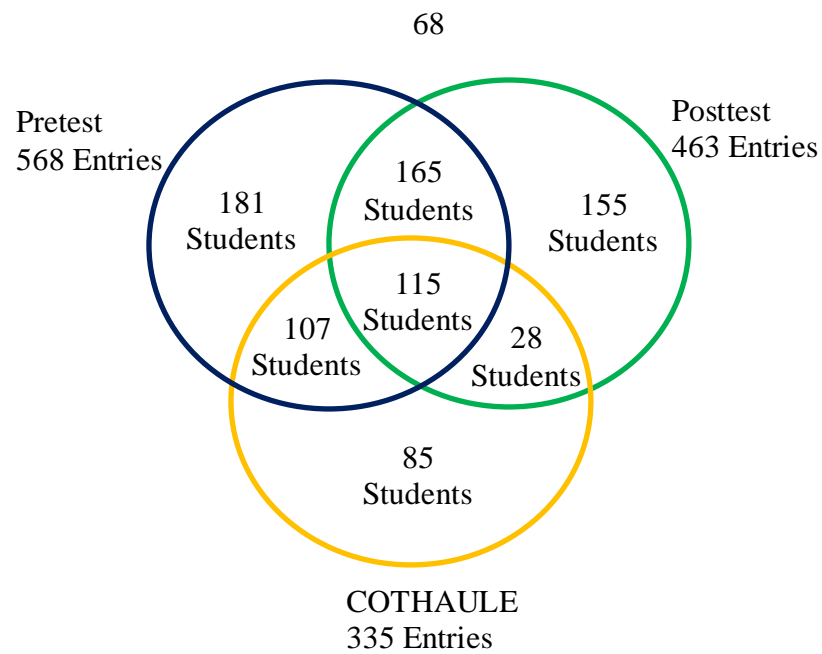 68
Pretest
568 Entries
Posttest
463 Entries
181
Students
165
Students
155
Students
115
Students
107
Students
28
Students
85
Students
COTHAULE
335 Entries